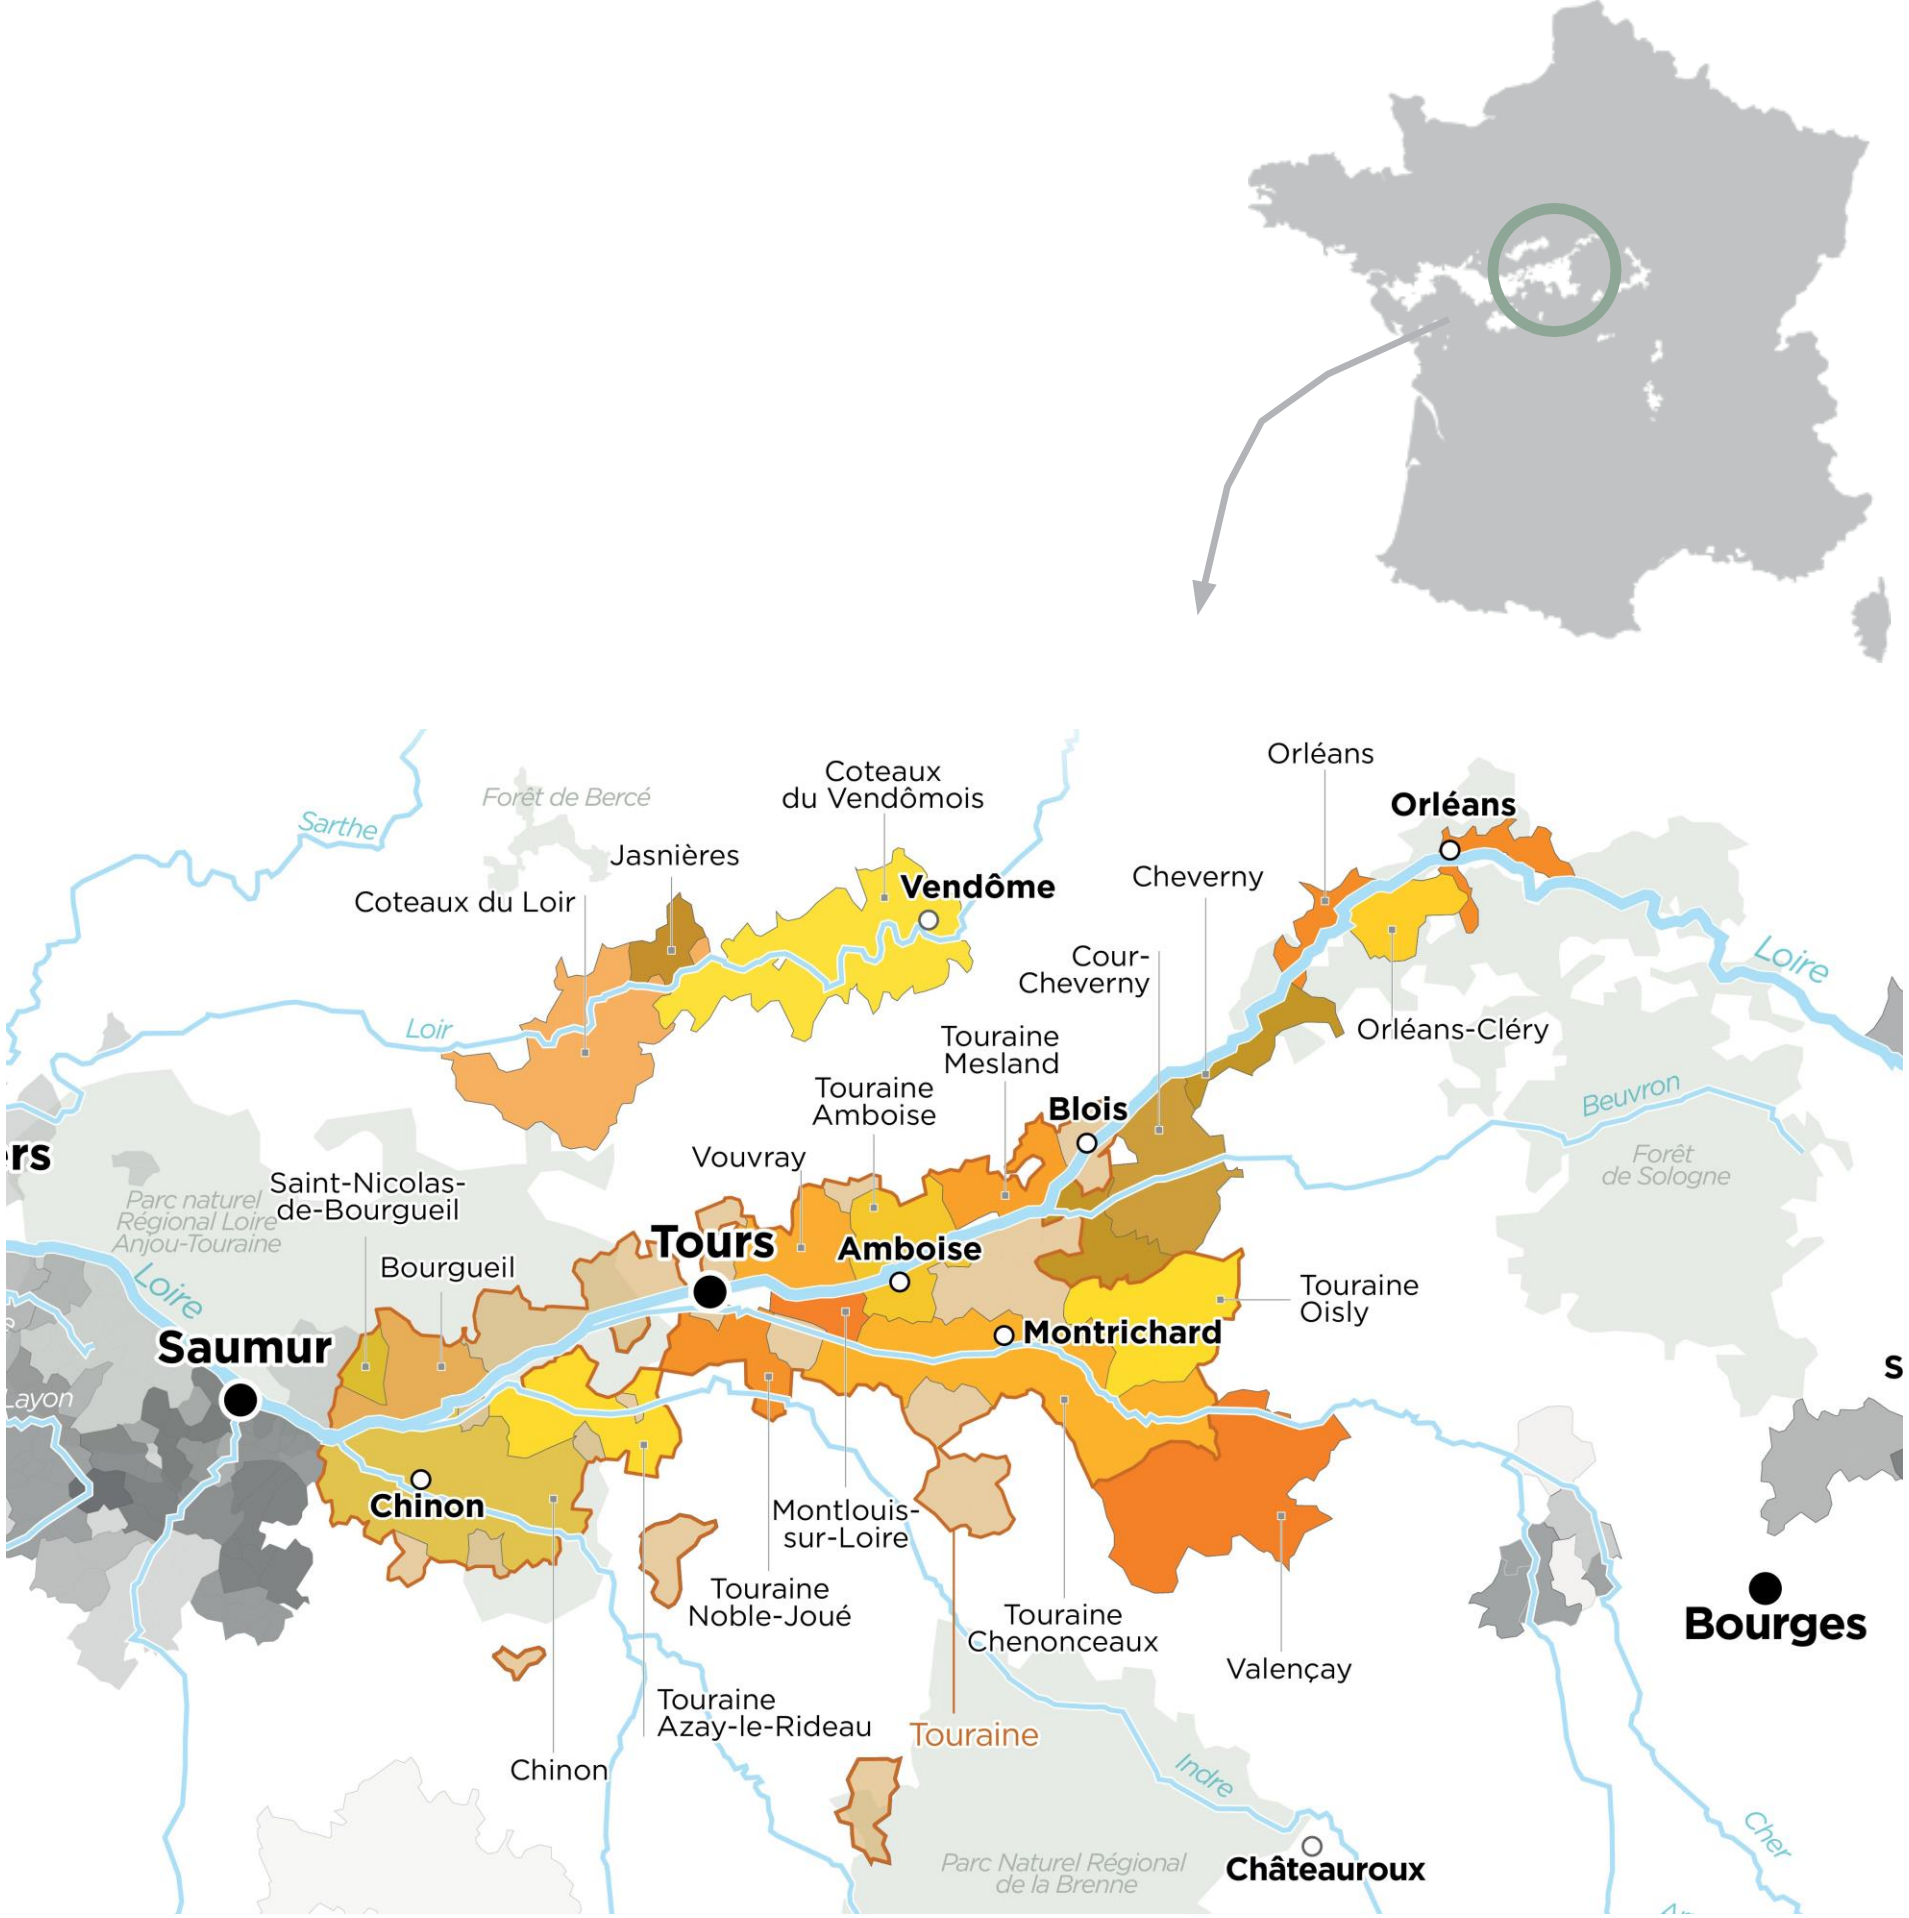 Orléans
Coteaux
du Vendômois
Forêt de Bercé
Orléans
Sarthe
Jasnières
Cheverny
Vendôme
Coteaux du Loir
Cour-
Cheverny
Loire
Loir
Orléans-Cléry
Touraine
Mesland
Touraine
Amboise
Beuvron
Blois
rs
Vouvray
Forêt
de Sologne
Saint-Nicolas-
de-Bourgueil
Parc naturel
Régional Loire
Anjou-Touraine
Tours
Amboise
Bourgueil
Loire
Touraine
Oisly
Saumur
Montrichard
S
Layon
Chinon
Montlouis-
sur-Loire
Touraine
Noble-Joué
Touraine
Chenonceaux
Bourges
Valençay
Touraine
Azay-le-Rideau
Touraine
Chinon
Indre
Cher
Parc Naturel Régional
de la Brenne
Châteauroux